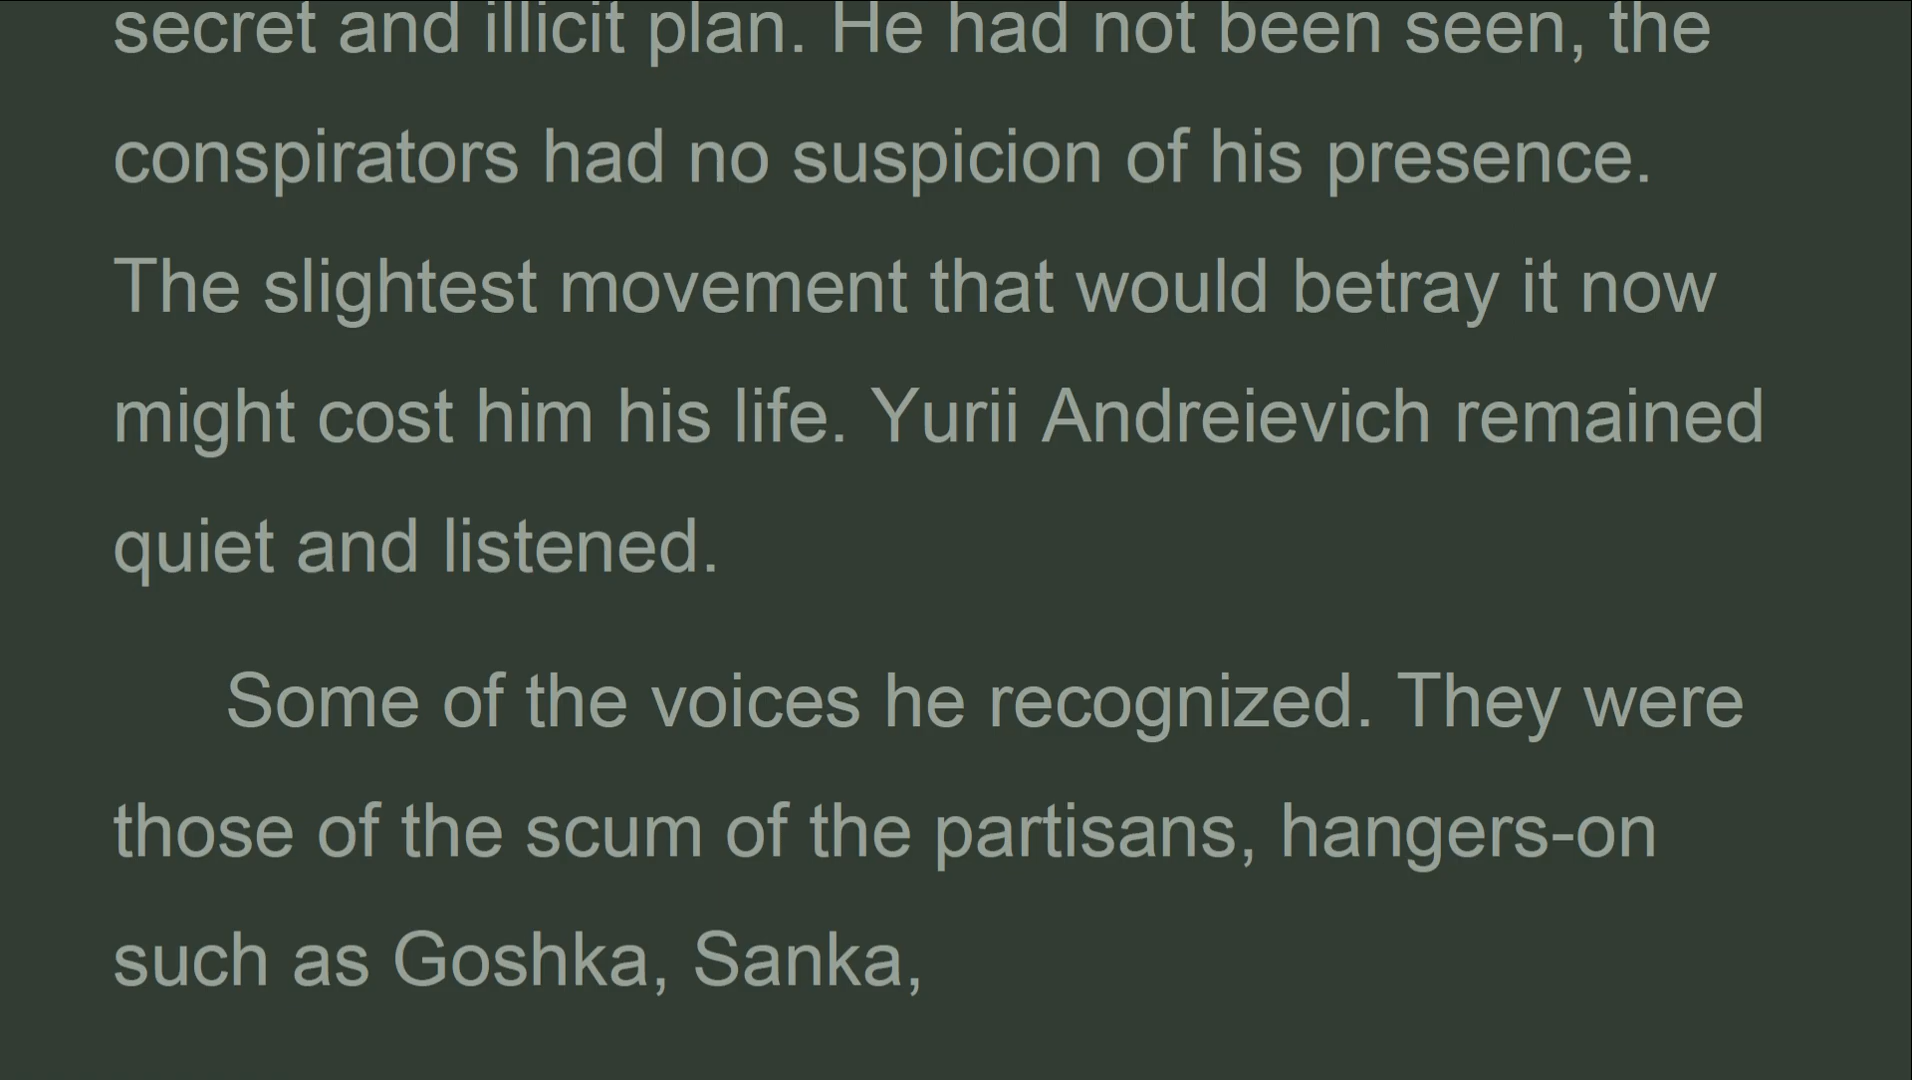 secret and illicit plan. He had not been seen, the
conspirators had no suspicion of his presence.
The slightest movement that would betray it now
might cost him his life. Yurii Andreievich remained
quiet and listened.
Some of the voices he recognized. They were
those of the scum of the partisans, hangers-on
such as Goshka, Sanka,